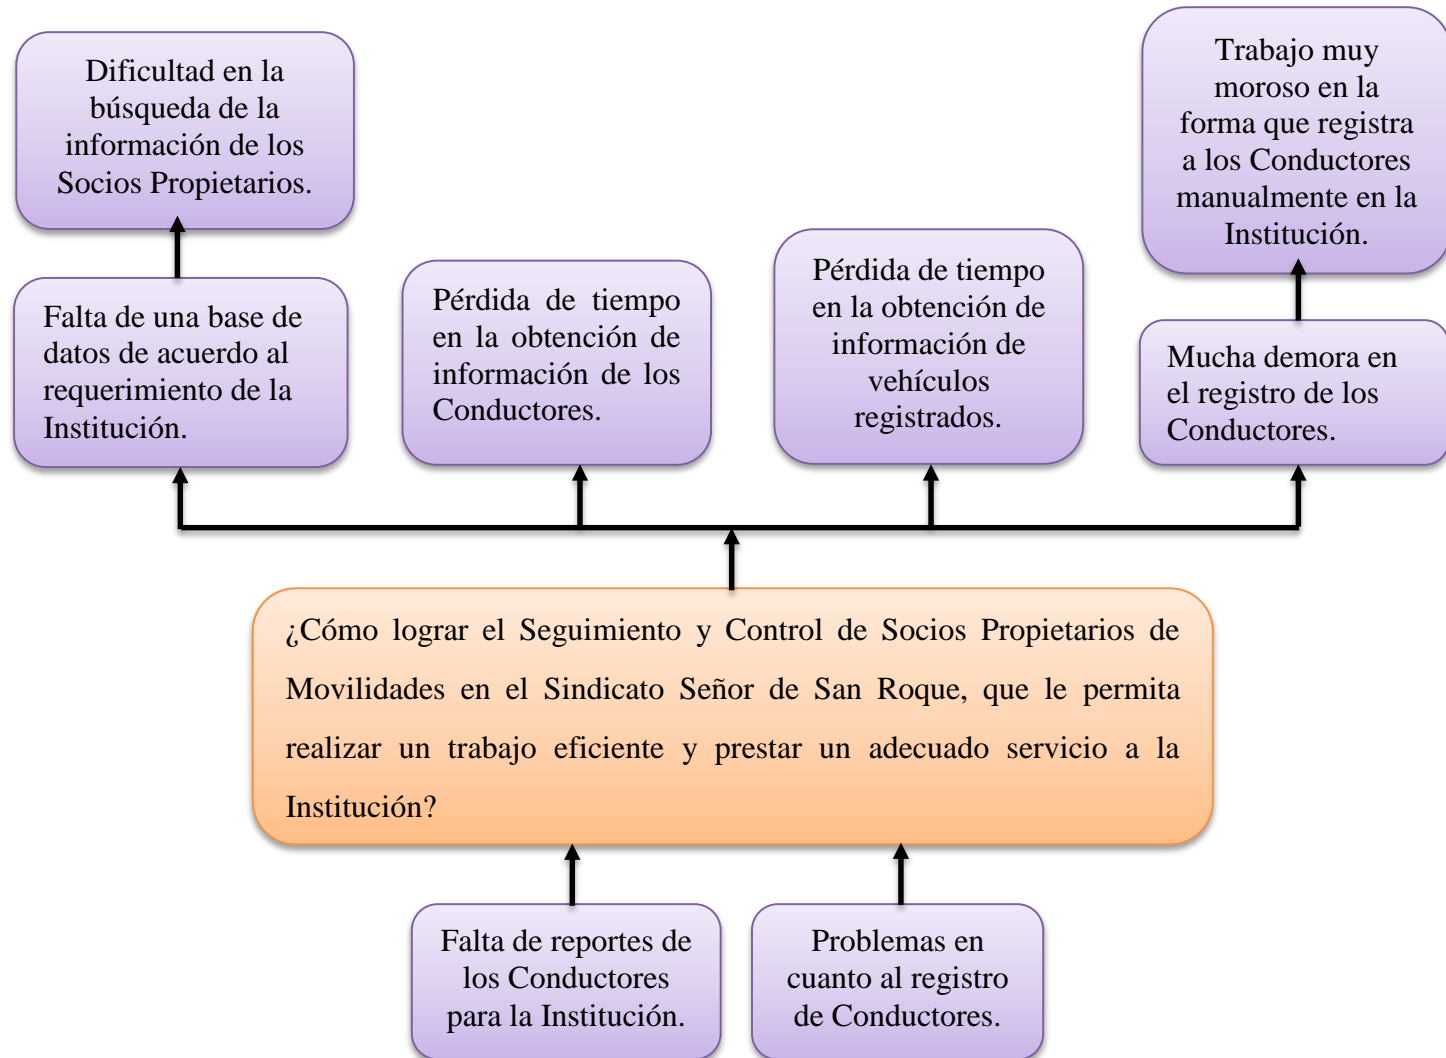 Dificultad en la
búsqueda de la
información de los
Socios Propietarios.
Trabajo muy
moroso en la
forma que registra
a los Conductores
manualmente en la
Institución.
Falta de una base de
datos de acuerdo al
requerimiento de la
Institución.
Pérdida de tiempo
en la obtención de
información de los
Conductores.
Pérdida de tiempo
en la obtención de
información de
vehículos
registrados.
Mucha demora en
el registro de los
Conductores.
¿Cómo lograr el Seguimiento y Control de Socios Propietarios de
Movilidades en el Sindicato Señor de San Roque, que le permita
realizar un trabajo eficiente y prestar un adecuado servicio a la
Institución?
Falta de reportes de
los Conductores
para la Institución.
Problemas en
cuanto al registro
de Conductores.